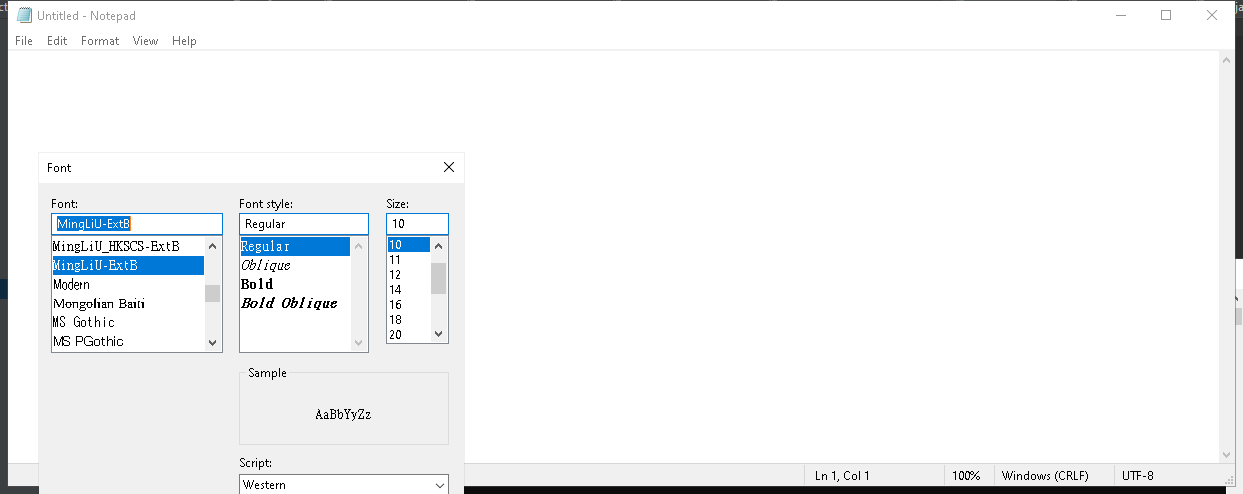 Untitled - Notepad
File Edit Format View Help
Font
Font: Font style: Size:
MingLiU-ExtB Regular 10
MingLiU_HKSCS-ExtB Regular 10
MingLiU-ExtB Oblique 11
Modern Bold 12
Mongolian Baiti Bold Oblique 14
MS Gothic 16
MS PGothic 18
20
Sample
AaBbYyZz
Script:
Western
Ln 1, Col 1 100% Windows (CRLF) UTF-8